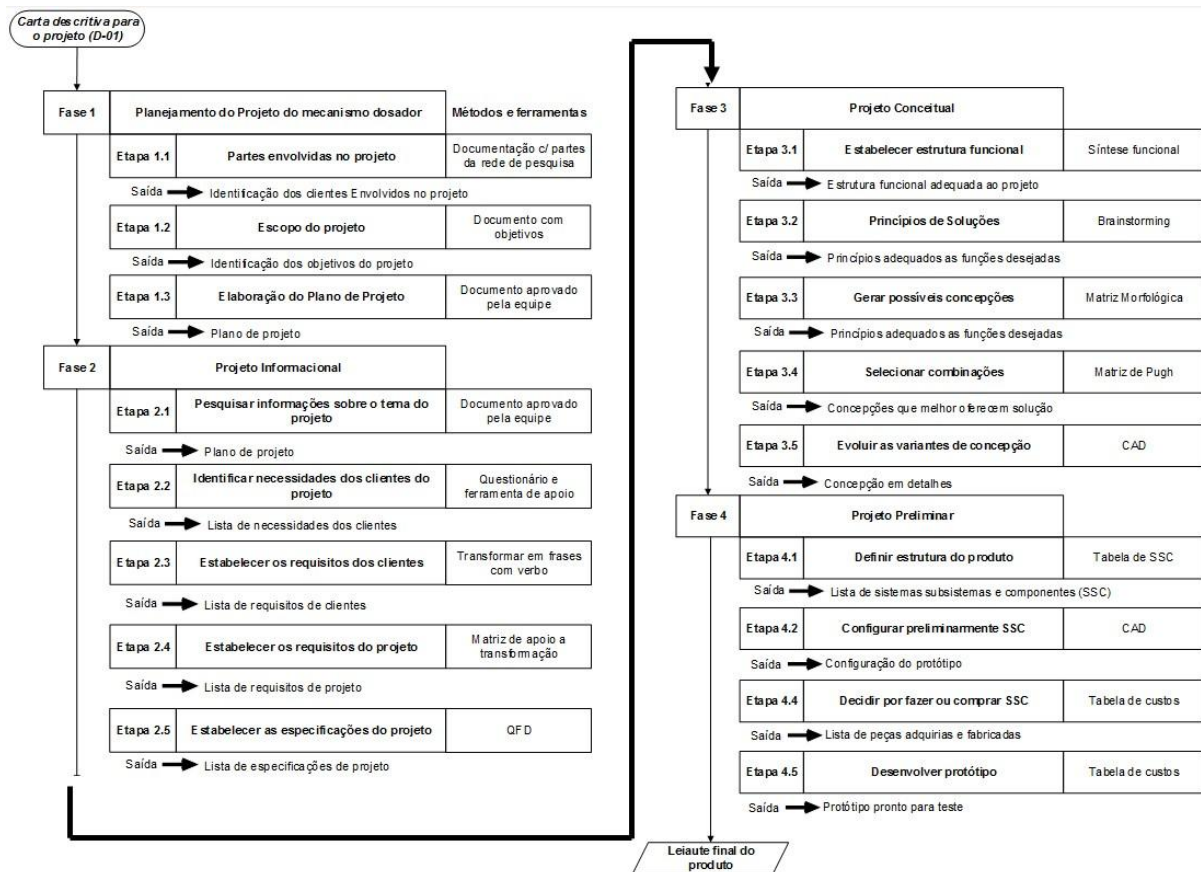 Carta descritiva para
o projeto (D-01)
Fase 1
Planejamento do Projeto do mecanismo dosador
Métodos e ferramentas
Etapa 1.1
Partes envolvidas no projeto
Documentação c/ partes
da rede de pesquisa
Saída
Identificação dos clientes Envolvidos no projeto
Etapa 1.2
Escopo do projeto
Documento com
objetivos
Saída
Identificação dos objetivos do projeto
Etapa 1.3
Elaboração do Plano de Projeto
Documento aprovado
pela equipe
Saída
Plano de projeto
Fase 2
Projeto Informacional
Etapa 2.1
Pesquisar informações sobre o tema do
projeto
Documento aprovado
pela equipe
Saída
Plano de projeto
Etapa 2.2
Identificar necessidades dos clientes do
projeto
Questionário e
ferramenta de apoio
Saída
Lista de necessidades dos clientes
Etapa 2.3
Estabelecer os requisitos dos clientes
Transformar em frases
com verbo
Saída
Lista de requisitos de clientes
Etapa 2.4
Estabelecer os requisitos do projeto
Matriz de apoio a
transformação
Saída
Lista de requisitos de projeto
Etapa 2.5
Estabelecer as especificações do projeto
QFD
Saída
Lista de especificações de projeto
Fase 3
Projeto Conceitual
Etapa 3.1
Estabelecer estrutura funcional
Síntese funcional
Saída
Estrutura funcional adequada ao projeto
Etapa 3.2
Princípios de Soluções
Brainstorming
Saída
Princípios adequados as funções desejadas
Etapa 3.3
Gerar possíveis concepções
Matriz Morfológica
Saída
Princípios adequados as funções desejadas
Etapa 3.4
Selecionar combinações
Matriz de Pugh
Saída
Concepções que melhor oferecem solução
Etapa 3.5
Evoluir as variantes de concepção
CAD
Saída
Concepção em detalhes
Fase 4
Projeto Preliminar
Etapa 4.1
Definir estrutura do produto
Tabela de SSC
Saída
Lista de sistemas subsistemas e componentes (SSC)
Etapa 4.2
Configurar preliminarmente SSC
CAD
Saída
Configuração do protótipo
Etapa 4.4
Decidir por fazer ou comprar SSC
Tabela de custos
Saída
Lista de peças adquirias e fabricadas
Etapa 4.5
Desenvolver protótipo
Tabela de custos
Saída
Protótipo pronto para teste
Leiaute final do
produto